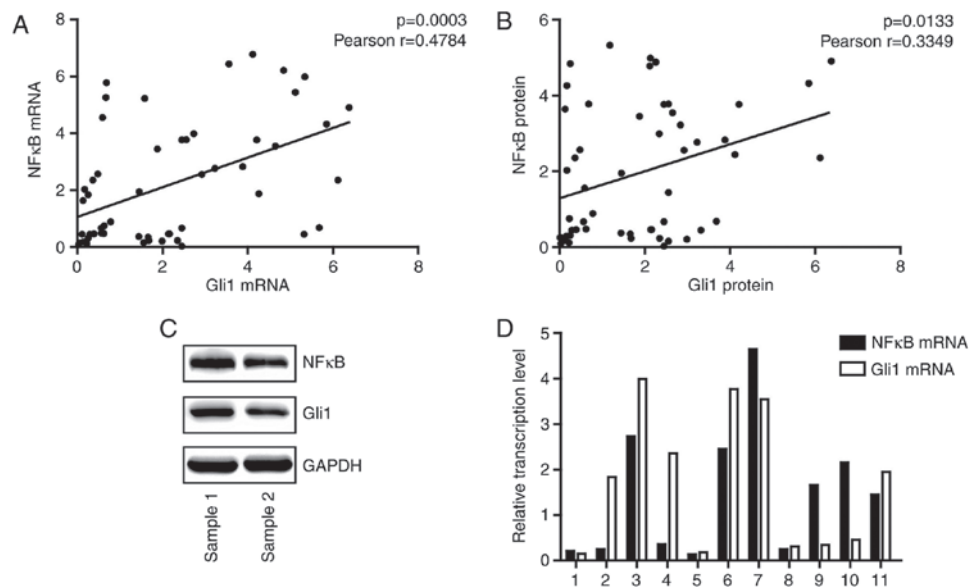 A
p=0.0003
Pearson r=0.4784
8
6
4
2
0
NFκB mRNA
0 2 4 6 8
Gli1 mRNA
B
p=0.0133
Pearson r=0.3349
8
6
4
2
0
NFκB protein
0 2 4 6 8
Gli1 protein
C
NFκB
Gli1
GAPDH
Sample 1
Sample 2
D
NFκB mRNA
Gli1 mRNA
5
4
3
2
1
0
Relative transcription level
1 2 3 4 5 6 7 8 9 10 11